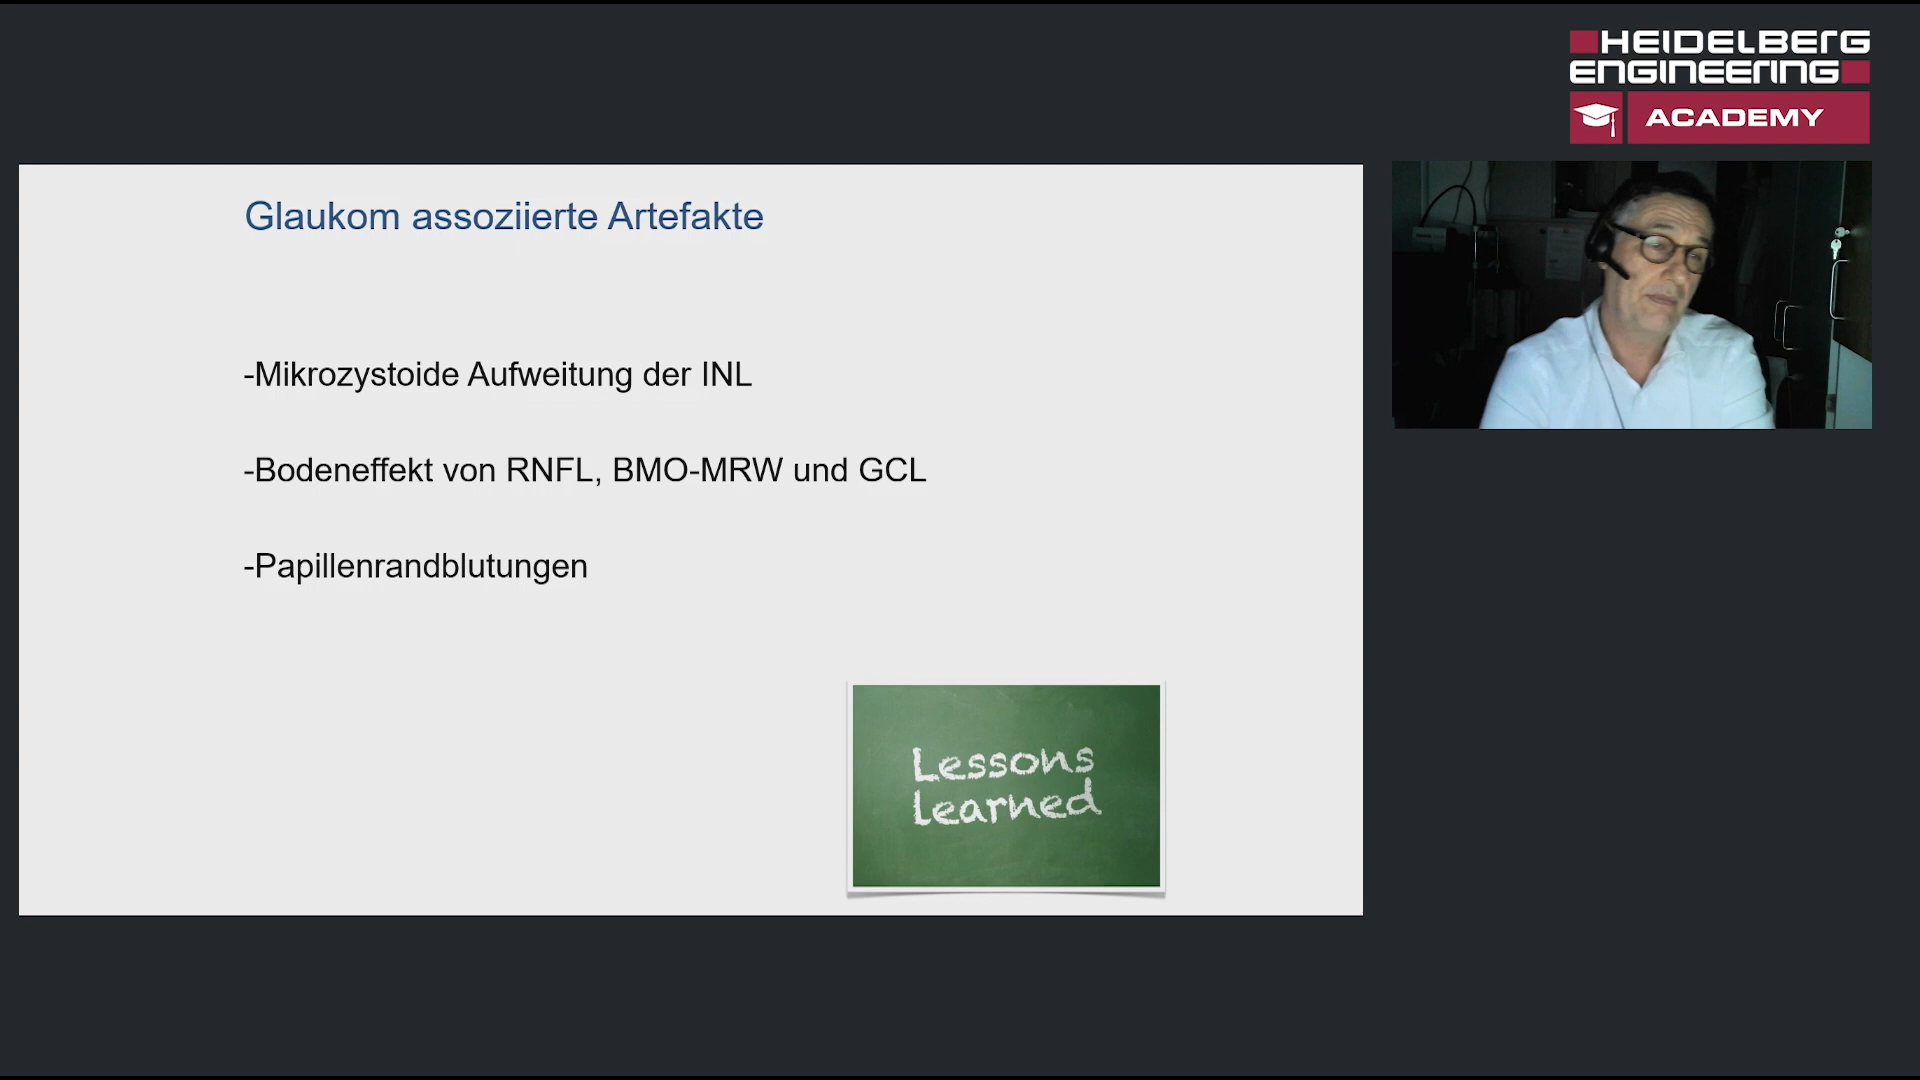 HEIDELBERG
ENGINEERING
ACADEMY
Glaukom assoziierte Artefakte
-Mikrozystoide Aufweitung der INL
-Bodeneffekt von RNFL, BMO-MRW und GCL
-Papillenrandblutungen
Lessons
learned